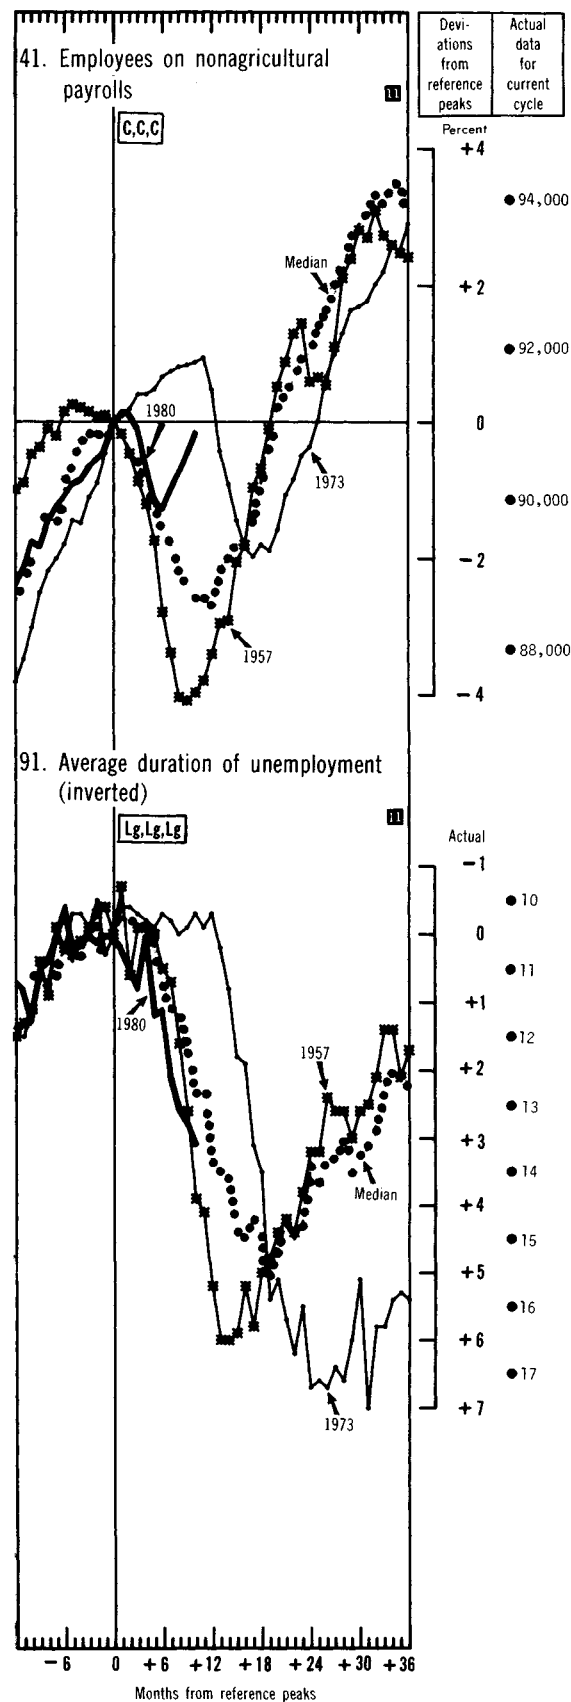 Devi-
ations
from
reference
peaks
Actual
data
for
current
cycle
41. Employees on nonagricultural
payrolls
11
C,C,C
Percent
+4
94,000
Median
+2
92,000
1980
0
1973
90,000
-2
1957
88,000
-4
91. Average duration of unemployment
(inverted)
11
Lg,Lg,Lg
Actual
-1
10
0
11
+1
1980
12
1957
+2
13
+3
14
Median
+4
15
+5
16
+6
17
+7
1973
-6 0 +6 +12 +18 +24 +30 +36
Months from reference peaks